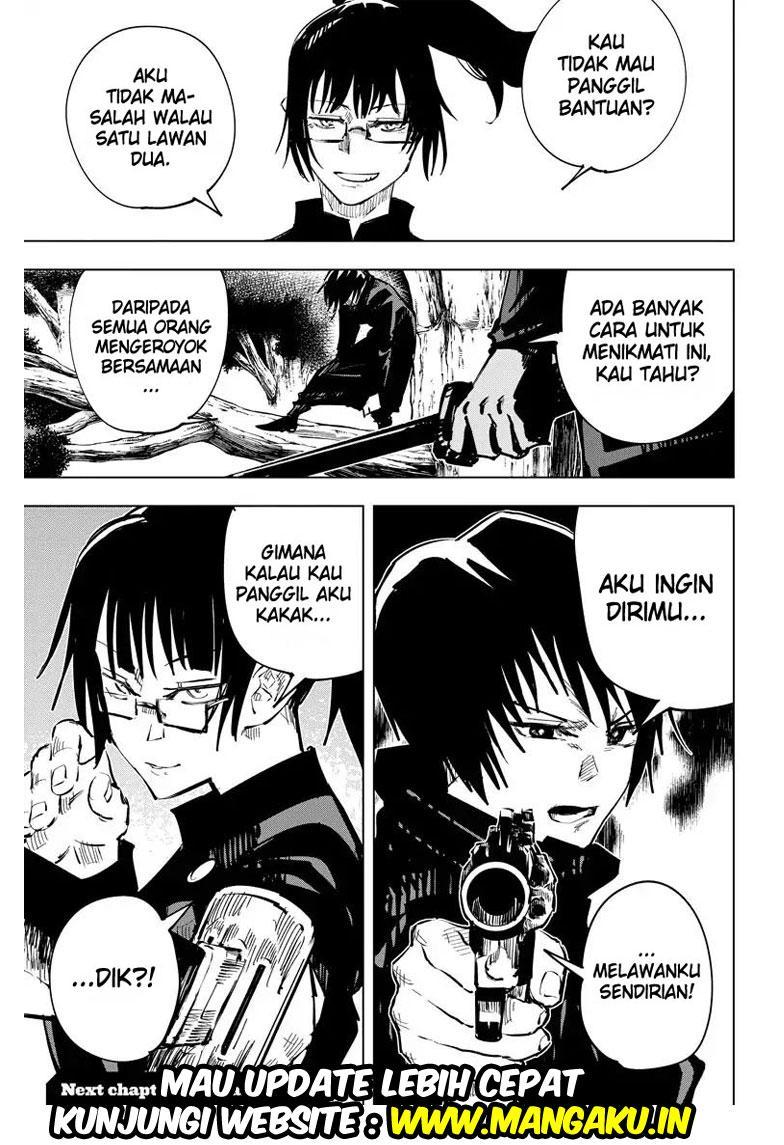 KAU
TIDAK MAU
PANGGIL
BANTUAN?
AKU
TIDAK MA-
SALAH WALAU
SATU LAWAN
DUA.
ADA BANYAK
CARA UNTUK
MENIKMATI INI,
KAU TAHU?
DARIPADA
SEMUA ORANG
MENGEROYOK
BERSAMAAN
...
AKU INGIN
DIRIMU...
...
MELAWANKU
SENDIRIAN!
GIMANA
KALAU KAU
PANGGIL AKU
KAKAK...
...DIK?!
Next
MAU UPDATE LEBIH CEPAT
KUNJUNGI WEBSITE : WWW.MANGAKU.IN